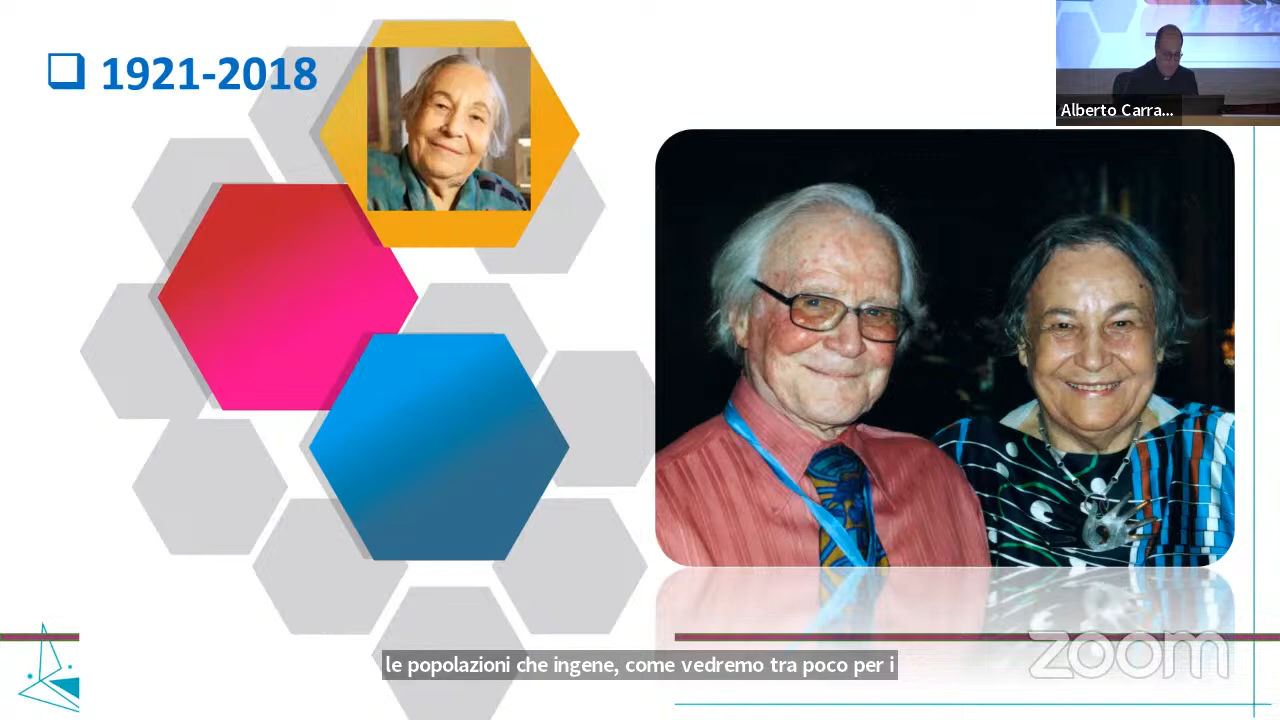 1921-2018
Alberto Carra...
le popolazioni che ingene, come vedremo tra poco per i
zoom